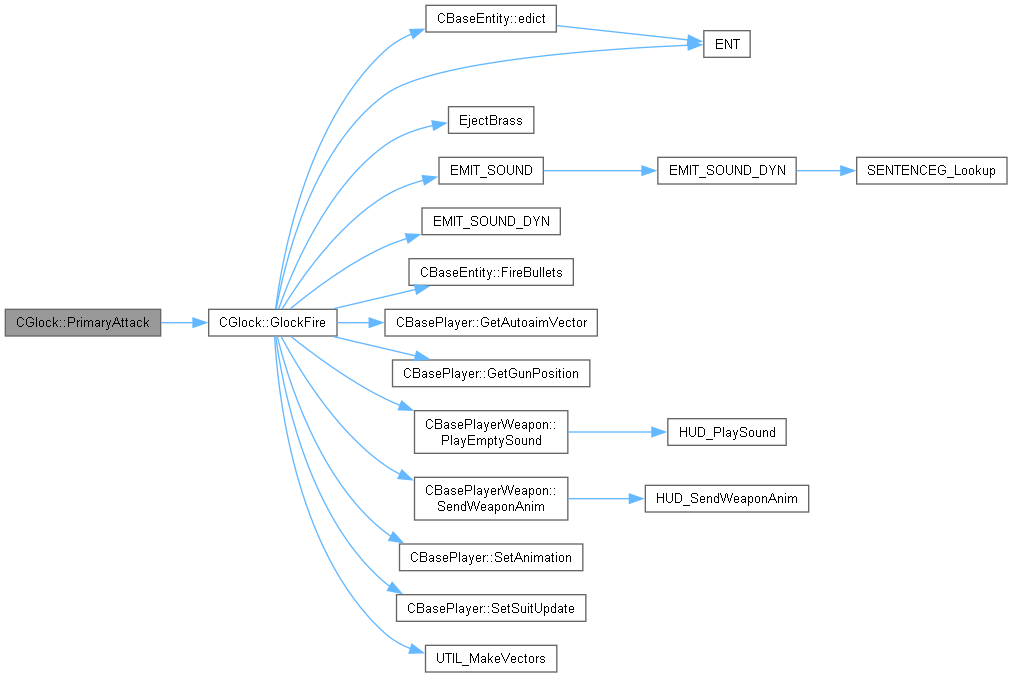 CBaseEntity::edict
ENT
EjectBrass
EMIT_SOUND
EMIT_SOUND_DYN
SENTENCEG_Lookup
EMIT_SOUND_DYN
CBaseEntity::FireBullets
CGlock::PrimaryAttack
CGlock::GlockFire
CBasePlayer::GetAutoaimVector
CBasePlayer::GetGunPosition
CBasePlayerWeapon::
PlayEmptySound
HUD_PlaySound
CBasePlayerWeapon::
SendWeaponAnim
HUD_SendWeaponAnim
CBasePlayer::SetAnimation
CBasePlayer::SetSuitUpdate
UTIL_MakeVectors